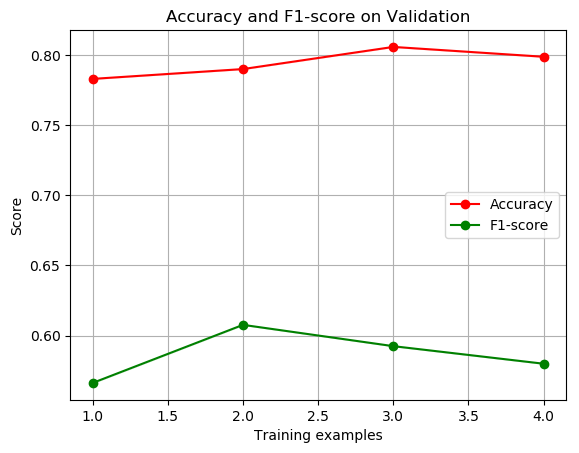 Accuracy and F1-score on Validation
0.80
0.75
0.70
0.65
0.60
Score
Accuracy
F1-score
1.0 1.5 2.0 2.5 3.0 3.5 4.0
Training examples